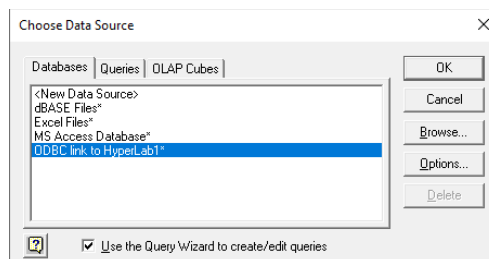 Choose Data Source
Databases Queries OLAP Cubes
<New Data Source>
dBASE Files*
Excel Files*
MS Access Database*
ODBC link to HyperLab1*
OK
Cancel
Browse...
Options...
Delete
? Use the Query Wizard to create/edit queries